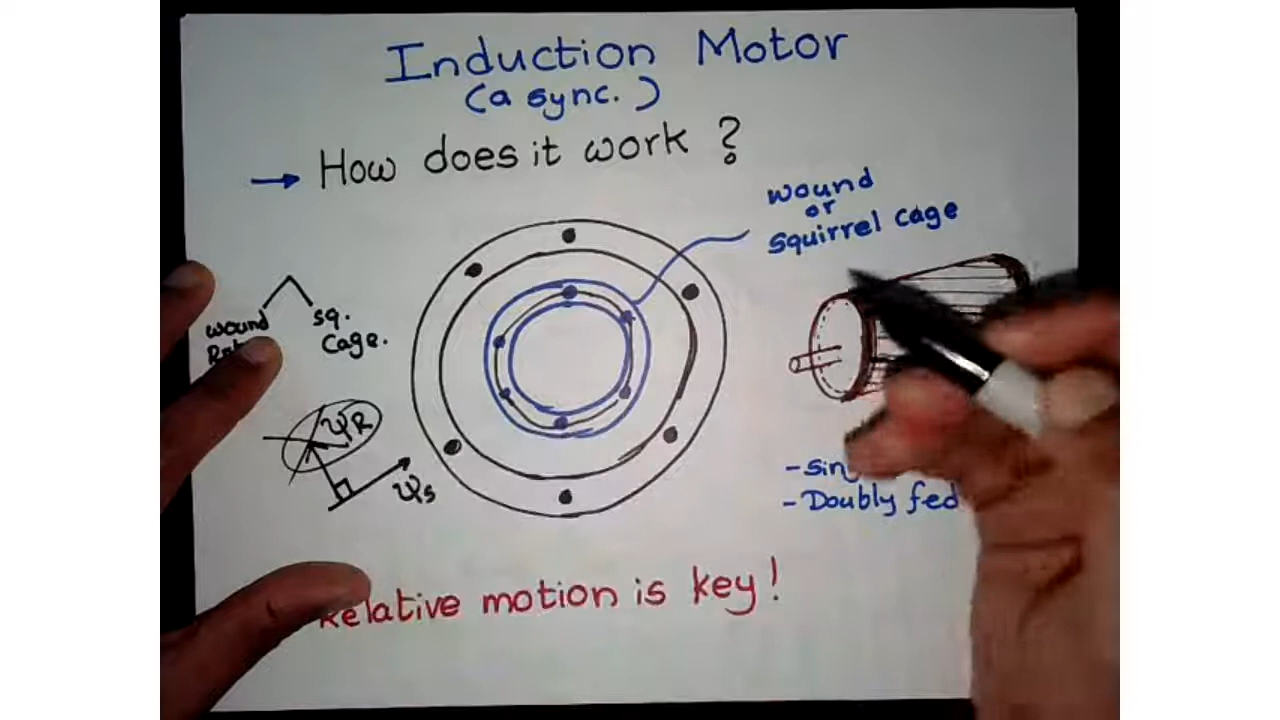 Induction Motor
(a sync.)
→ How does it work ?
wound
or
squirrel cage
wound
sq.
Cage.
ψR
ψs
- Doubly fed
Relative motion is key!